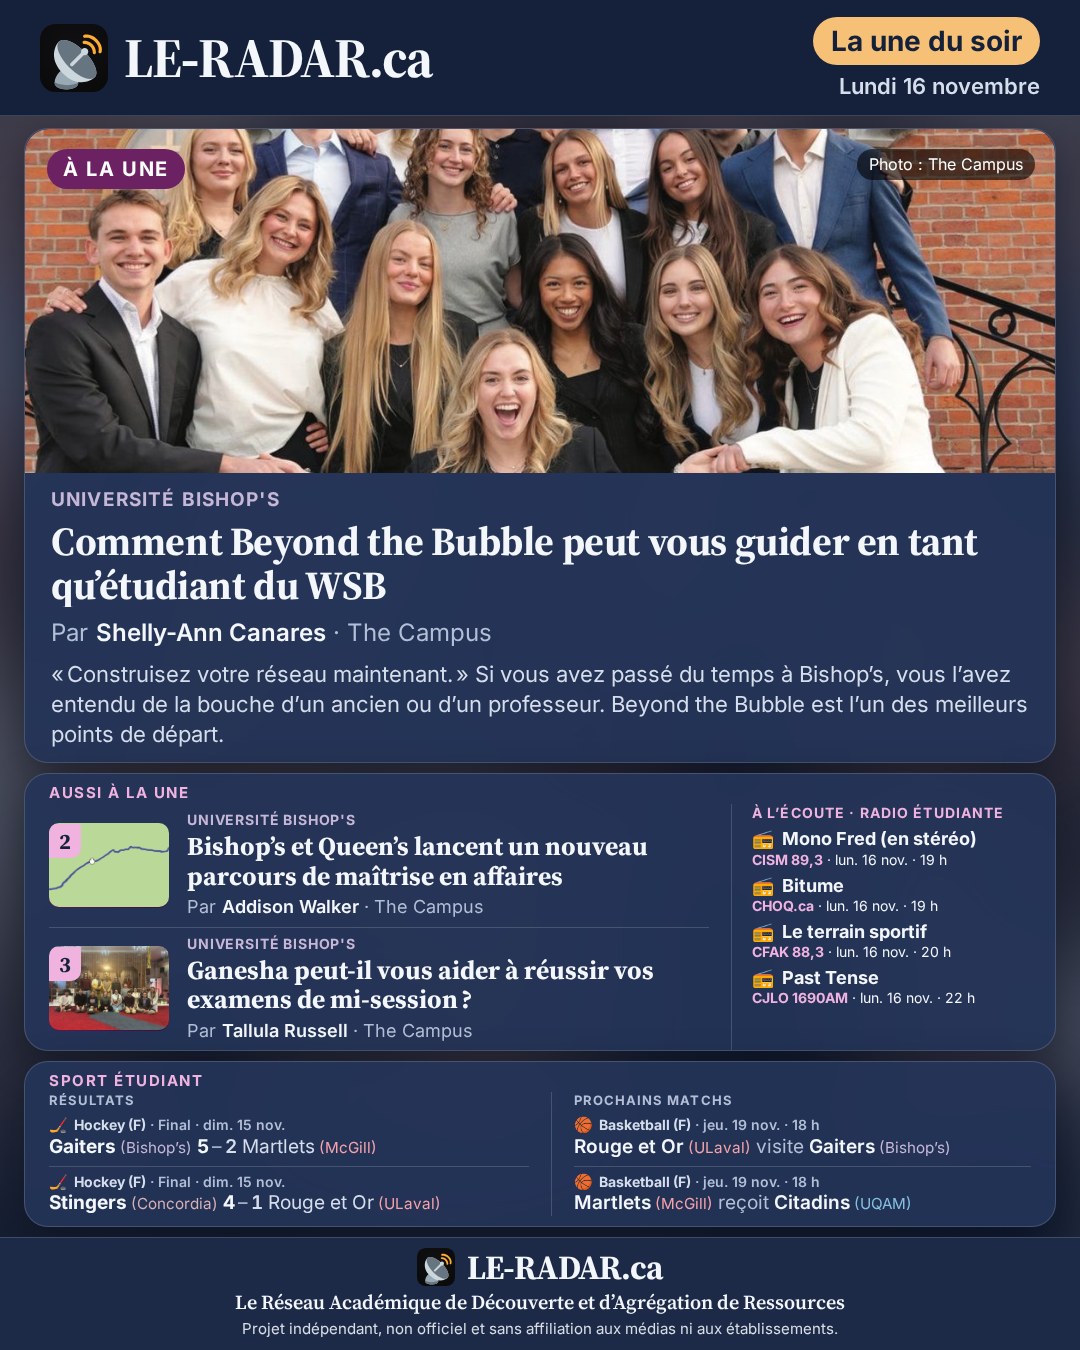 LE-RADAR.ca
La une du soir
Lundi 16 novembre
À LA UNE
Photo : The Campus
UNIVERSITÉ BISHOP'S
Comment Beyond the Bubble peut vous guider en tant
qu’étudiant du WSB
Par Shelly-Ann Canares · The Campus
« Construisez votre réseau maintenant. » Si vous avez passé du temps à Bishop’s, vous l’avez
entendu de la bouche d’un ancien ou d’un professeur. Beyond the Bubble est l’un des meilleurs
points de départ.
AUSSI À LA UNE
2
UNIVERSITÉ BISHOP'S
Bishop’s et Queen’s lancent un nouveau
parcours de maîtrise en affaires
Par Addison Walker · The Campus
3
UNIVERSITÉ BISHOP'S
Ganesha peut-il vous aider à réussir vos
examens de mi-session ?
Par Tallula Russell · The Campus
À L’ÉCOUTE · RADIO ÉTUDIANTE
Mono Fred (en stéréo)
CISM 89,3 · lun. 16 nov. · 19 h
Bitume
CHOQ.ca · lun. 16 nov. · 19 h
Le terrain sportif
CFAK 88,3 · lun. 16 nov. · 20 h
Past Tense
CJLO 1690AM · lun. 16 nov. · 22 h
SPORT ÉTUDIANT
RÉSULTATS
Hockey (F) · Final · dim. 15 nov.
Gaiters (Bishop’s) 5 – 2 Martlets (McGill)
Hockey (F) · Final · dim. 15 nov.
Stingers (Concordia) 4 – 1 Rouge et Or (ULaval)
PROCHAINS MATCHS
Basketball (F) · jeu. 19 nov. · 18 h
Rouge et Or (ULaval) visite Gaiters (Bishop’s)
Basketball (F) · jeu. 19 nov. · 18 h
Martlets (McGill) reçoit Citadins (UQAM)
LE-RADAR.ca
Le Réseau Académique de Découverte et d’Agrégation de Ressources
Projet indépendant, non officiel et sans affiliation aux médias ni aux établissements.